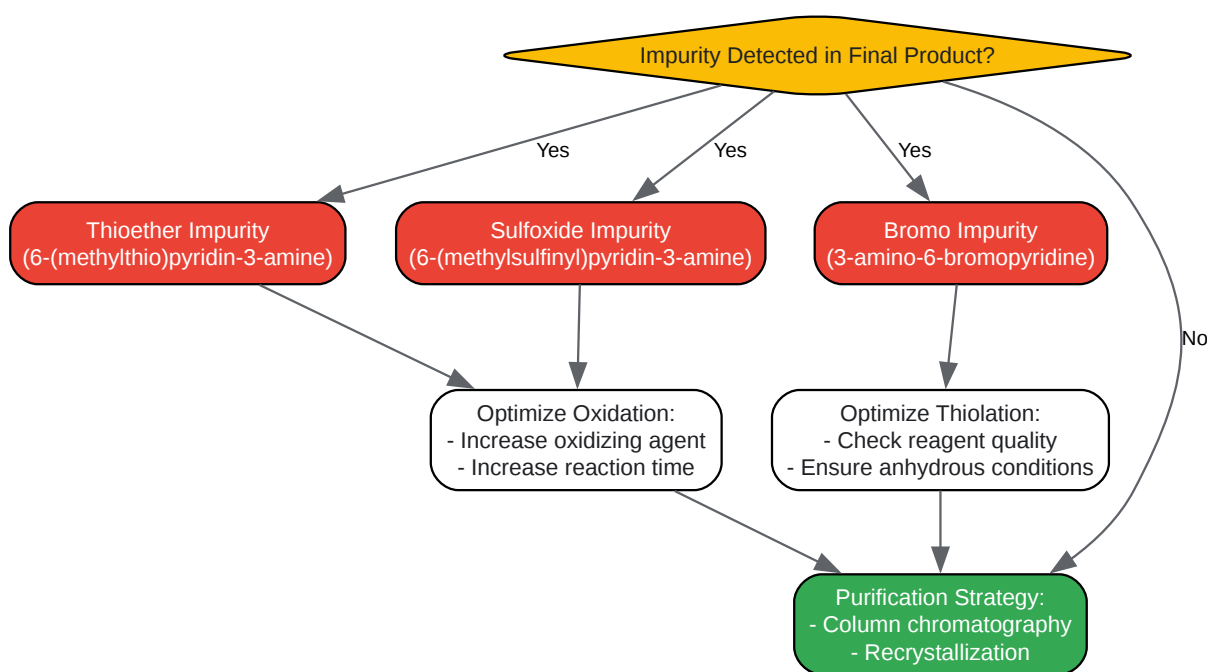 Impurity Detected in Final Product?
Yes
Yes
Yes
Thioether Impurity
(6-(methylthio)pyridin-3-amine)
Sulfoxide Impurity
(6-(methylsulfinyl)pyridin-3-amine)
Bromo Impurity
(3-amino-6-bromopyridine)
No
Optimize Oxidation:
- Increase oxidizing agent
- Increase reaction time
Optimize Thiolation:
- Check reagent quality
- Ensure anhydrous conditions
Purification Strategy:
- Column chromatography
- Recrystallization